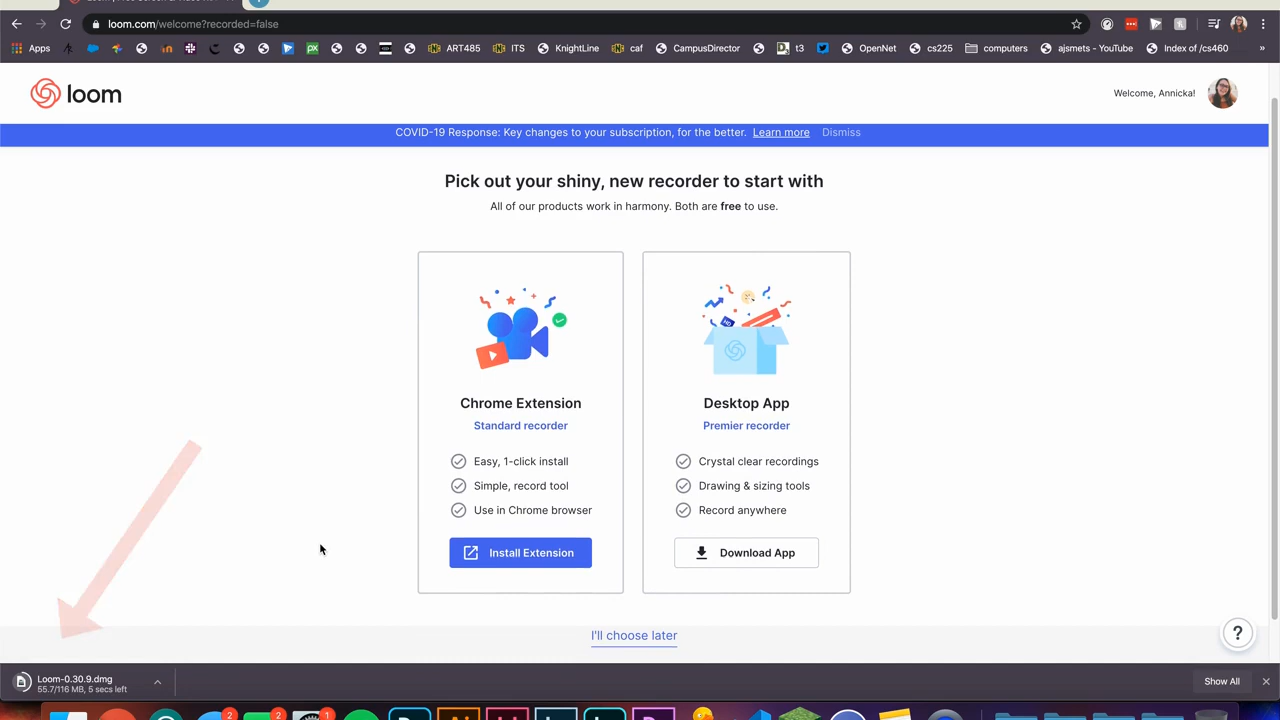 loom.com/welcome?recorded=false
Apps ART485 ITS KnightLine caf CampusDirector t3 OpenNet cs225 computers ajsmets - YouTube Index of /cs460 »
loom
Welcome, Annicka!
COVID-19 Response: Key changes to your subscription, for the better. Learn more Dismiss
Pick out your shiny, new recorder to start with
All of our products work in harmony. Both are free to use.
Chrome Extension
Standard recorder
Easy, 1-click install
Simple, record tool
Use in Chrome browser
Install Extension
Desktop App
Premier recorder
Crystal clear recordings
Drawing & sizing tools
Record anywhere
Download App
I'll choose later
?
Loom-0.30.9.dmg
55.7/116 MB, 5 secs left
Show All
2 2 1